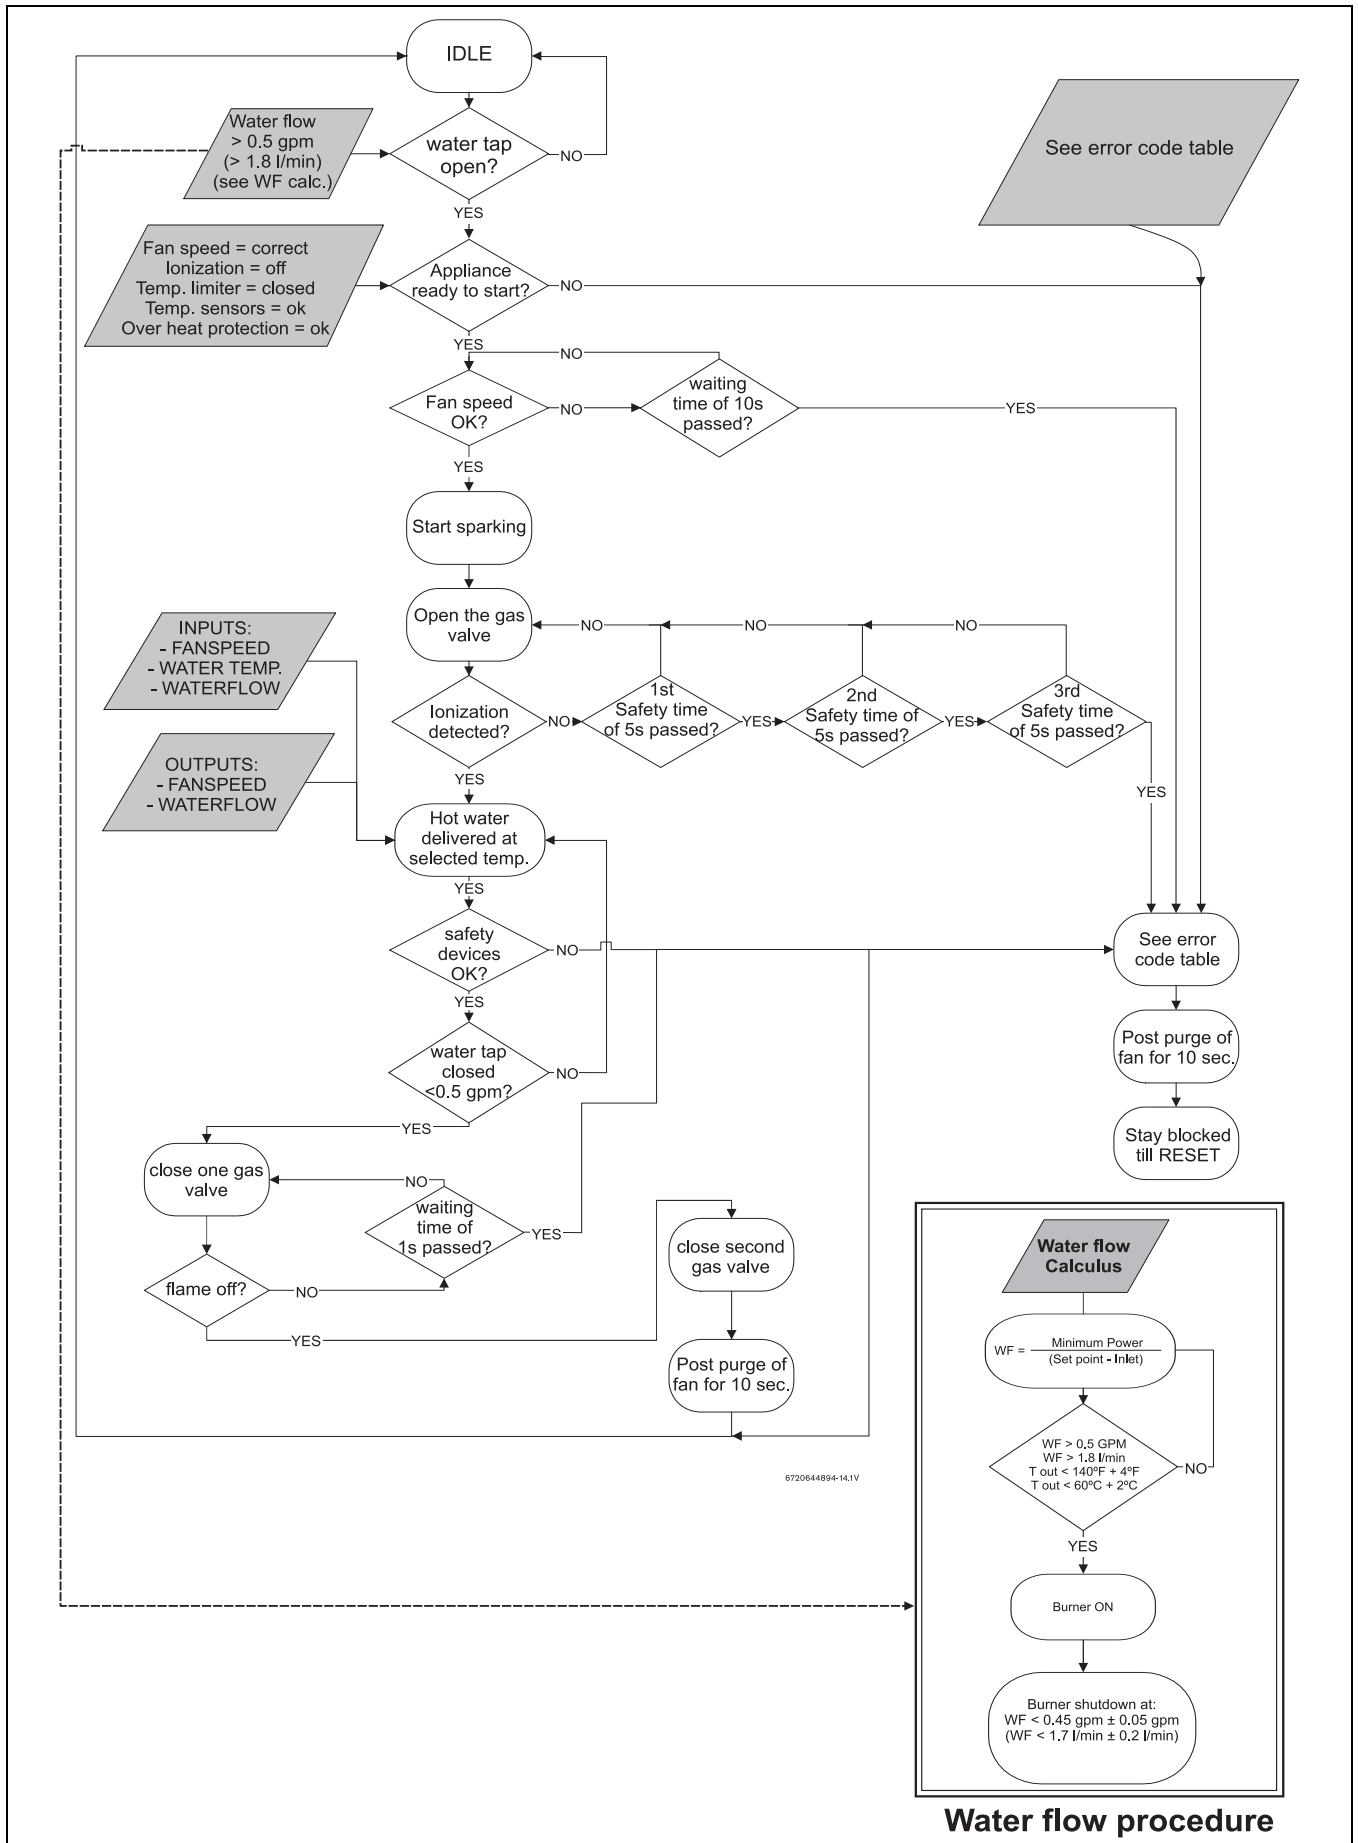 IDLE
Water flow
> 0.5 gpm
(> 1.8 l/min)
(see WF calc.)
water tap
open?
NO
See error code table
YES
Fan speed = correct
Ionization = off
Temp. limiter = closed
Temp. sensors = ok
Over heat protection = ok
Appliance
ready to start?
NO
YES
NO
Fan speed
OK?
NO
waiting
time of 10s
passed?
YES
YES
Start sparking
Open the gas
valve
NO
NO
NO
INPUTS:
- FANSPEED
- WATER TEMP.
- WATERFLOW
Ionization
detected?
NO
1st
Safety time
of 5s passed?
YES
2nd
Safety time of
5s passed?
YES
3rd
Safety time
of 5s passed?
YES
YES
OUTPUTS:
- FANSPEED
- WATERFLOW
Hot water
delivered at
selected temp.
YES
safety
devices
OK?
NO
See error
code table
YES
water tap
closed
<0.5 gpm?
NO
Post purge of
fan for 10 sec.
YES
Stay blocked
till RESET
close one gas
valve
NO
waiting
time of
1s passed?
YES
flame off?
NO
YES
close second
gas valve
Post purge of
fan for 10 sec.
6720644894-14.1V
Water flow
Calculus
WF =
Minimum Power
(Set point - Inlet)
WF > 0.5 GPM
WF > 1.8 l/min
T out < 140ºF + 4ºF
T out < 60ºC + 2ºC
NO
YES
Burner ON
Burner shutdown at:
WF < 0.45 gpm ± 0.05 gpm
(WF < 1.7 l/min ± 0.2 l/min)
Water flow procedure